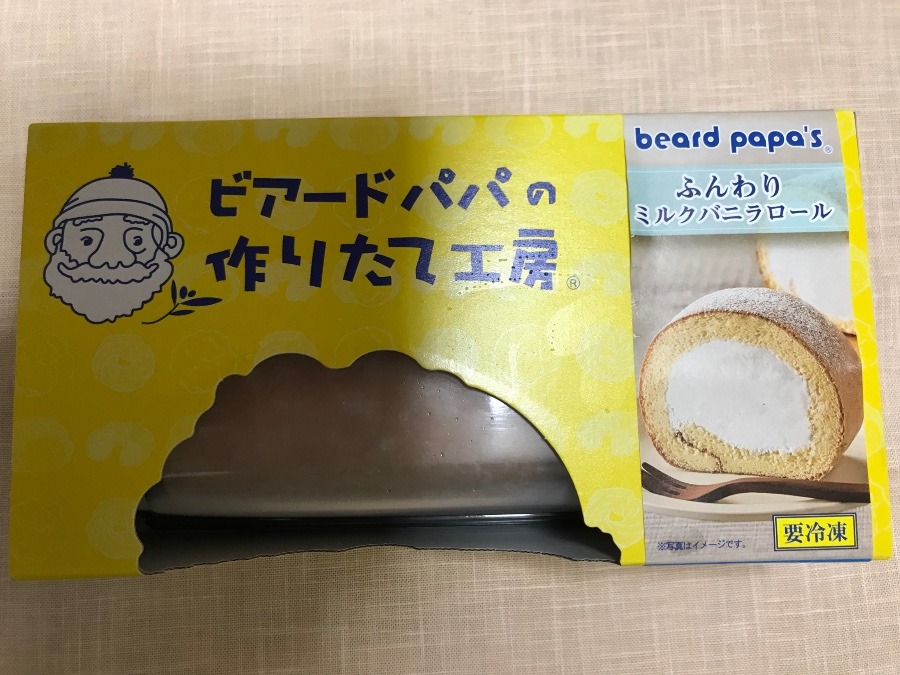 ビアードパパの
作りたて工房®
beard papa's®
ふんわり
ミルクバニラロール
※写真はイメージです。
要冷凍